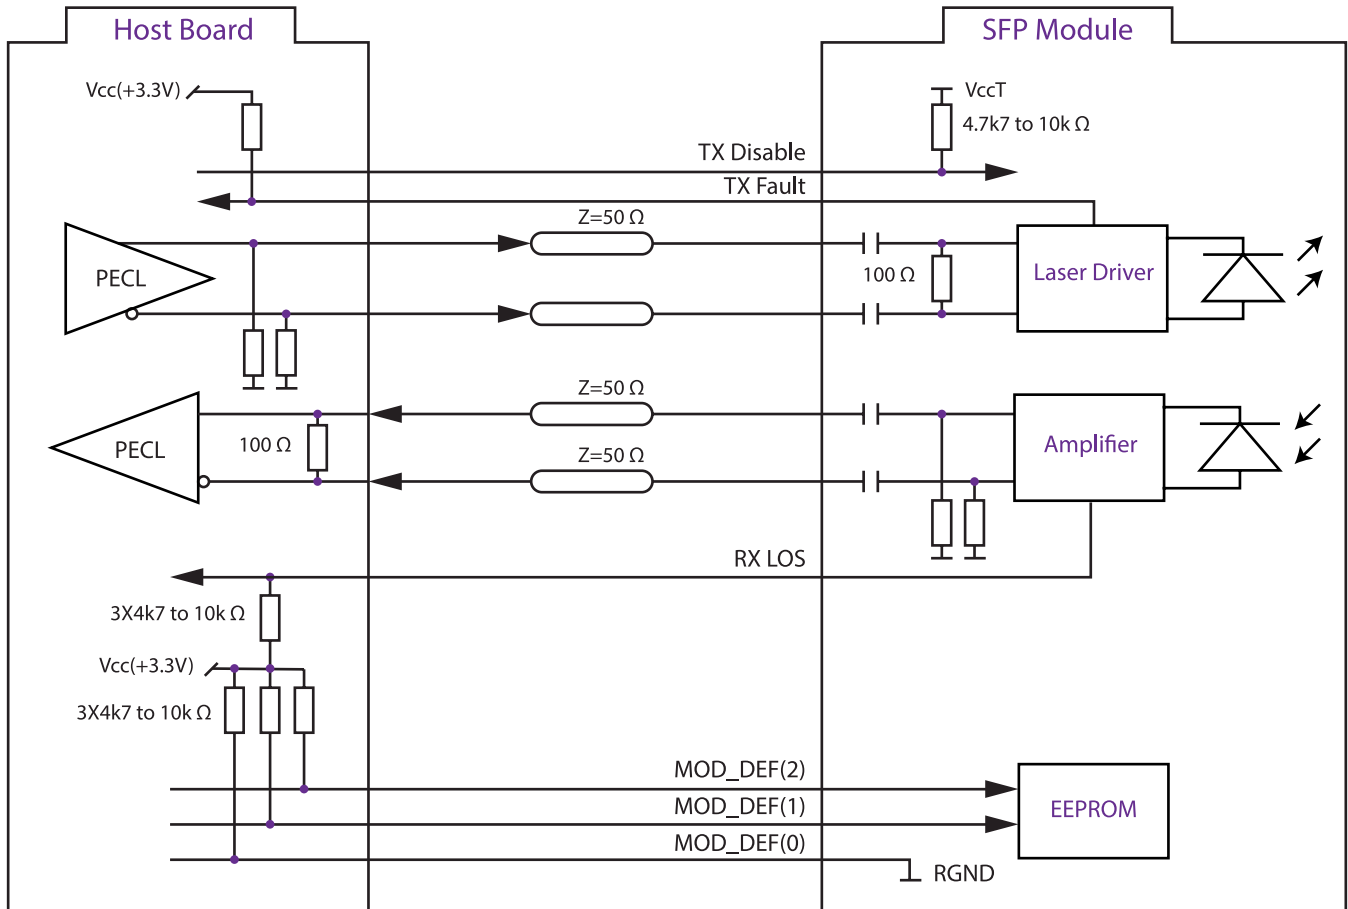 Host Board
SFP Module
Vcc(+3.3V)
VccT
4.7k7 to 10k Ω
TX Disable
TX Fault
Z=50 Ω
PECL
100 Ω
Laser Driver
Z=50 Ω
PECL
100 Ω
Z=50 Ω
Amplifier
RX LOS
3X4k7 to 10k Ω
Vcc(+3.3V)
3X4k7 to 10k Ω
MOD_DEF(2)
MOD_DEF(1)
MOD_DEF(0)
EEPROM
RGND